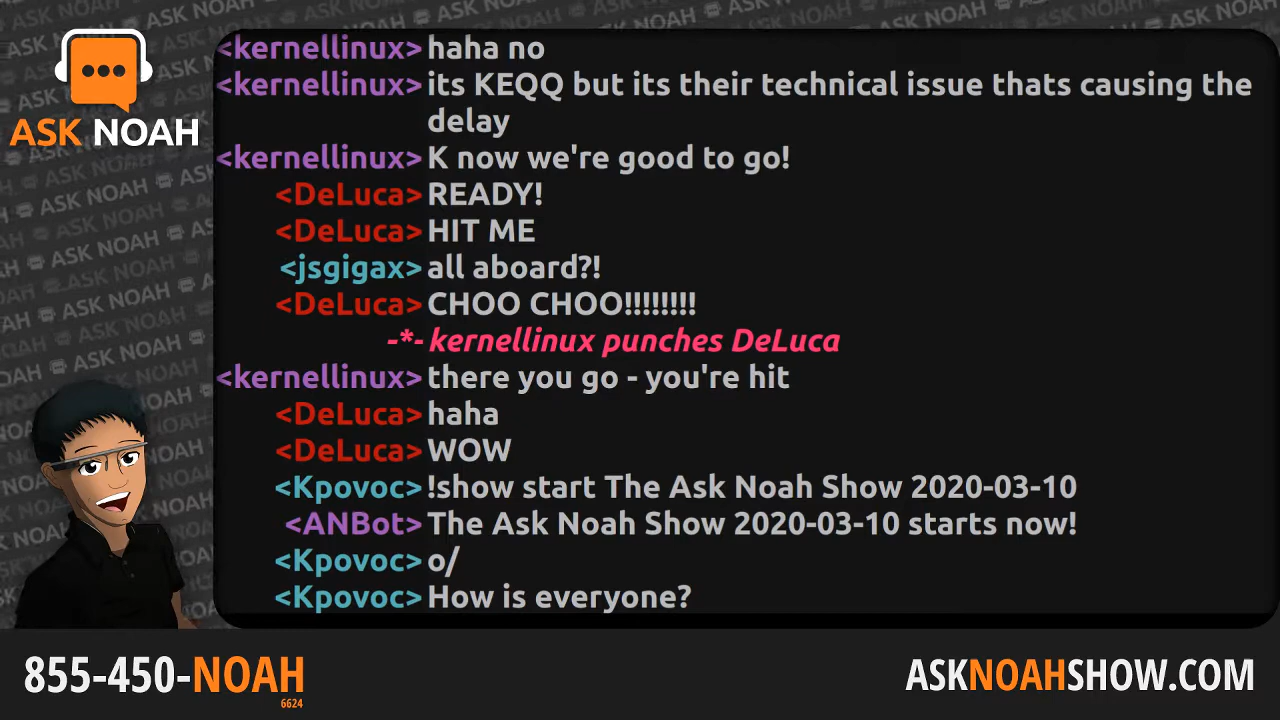 ASK NOAH
<kernellinux> haha no
<kernellinux> its KEQQ but its their technical issue thats causing the
delay
<kernellinux> K now we're good to go!
<DeLuca> READY!
<DeLuca> HIT ME
<jsgigax> all aboard?!
<DeLuca> CHOO CHOO!!!!!!!!
-*- kernellinux punches DeLuca
<kernellinux> there you go - you're hit
<DeLuca> haha
<DeLuca> WOW
<Kpovoc> !show start The Ask Noah Show 2020-03-10
<ANBot> The Ask Noah Show 2020-03-10 starts now!
<Kpovoc> o/
<Kpovoc> How is everyone?
855-450-NOAH
6624
ASKNOAHSHOW.COM